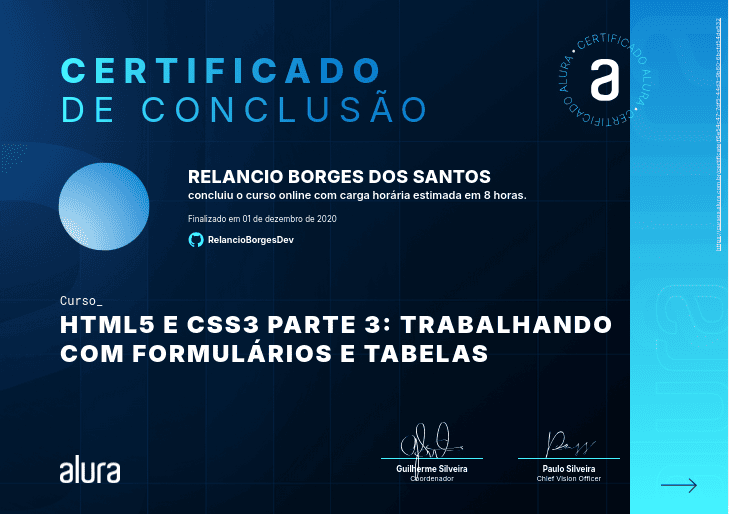 CERTIFICADO
DE CONCLUSÃO
CERTIFICADO ALURA • CERTIFICADO ALURA •
a
RELANCIO BORGES DOS SANTOS
concluiu o curso online com carga horária estimada em 8 horas.
Finalizado em 01 de dezembro de 2020
RelancioBorgesDev
Curso_
HTML5 E CSS3 PARTE 3: TRABALHANDO
COM FORMULÁRIOS E TABELAS
alura
Guilherme Silveira
Coordenador
Paulo Silveira
Chief Vision Officer
alura